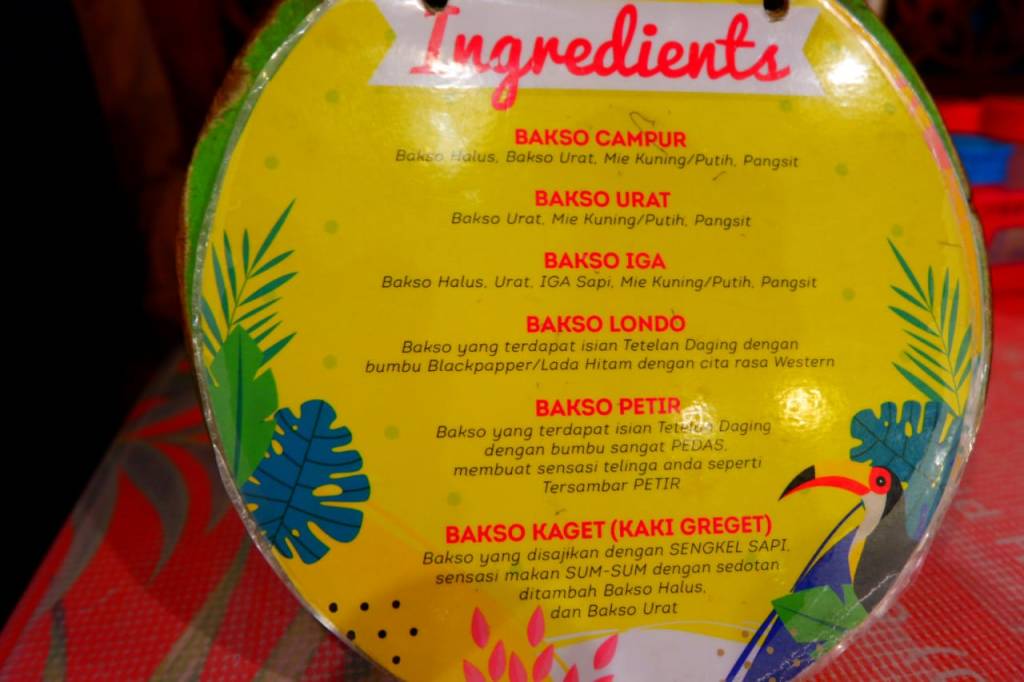 Ingredients
BAKSO CAMPUR
Bakso Halus, Bakso Urat, Mie Kuning/Putih, Pangsit
BAKSO URAT
Bakso Urat, Mie Kuning/Putih, Pangsit
BAKSO IGA
Bakso Halus, Urat, IGA Sapi, Mie Kuning/Putih, Pangsit
BAKSO LONDO
Bakso yang terdapat isian Tetelan Daging dengan
bumbu Blackpapper/Lada Hitam dengan cita rasa Western
BAKSO PETIR
Bakso yang terdapat isian Tetelan Daging
dengan bumbu sangat PEDAS,
membuat sensasi telinga anda seperti
Tersambar PETIR
BAKSO KAGET (KAKI GREGET)
Bakso yang disajikan dengan SENGKEL SAPI,
sensasi makan SUM-SUM dengan sedotan
ditambah Bakso Halus,
dan Bakso Urat